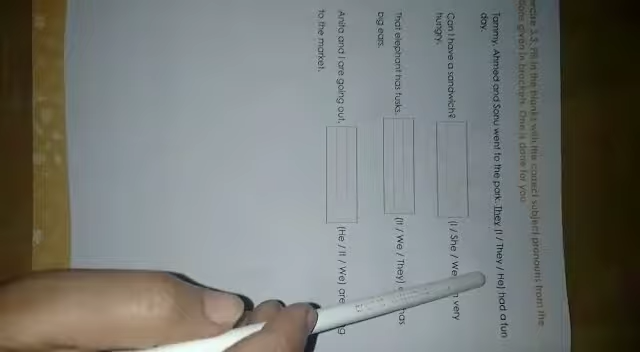 rcise 3.3. Fill in the blanks with the correct subject pronouns from the
given in brackets. One is done for you.
Tammy, Ahmed and Sonu went to the park. They (I / They / He) had a fun
day.
Can I have a sandwich? (I / She / We very
hungry.
That elephant has tusks. (It / We / They) has
big ears.
Anita and I are going out. (He / It / We) are
to the market.